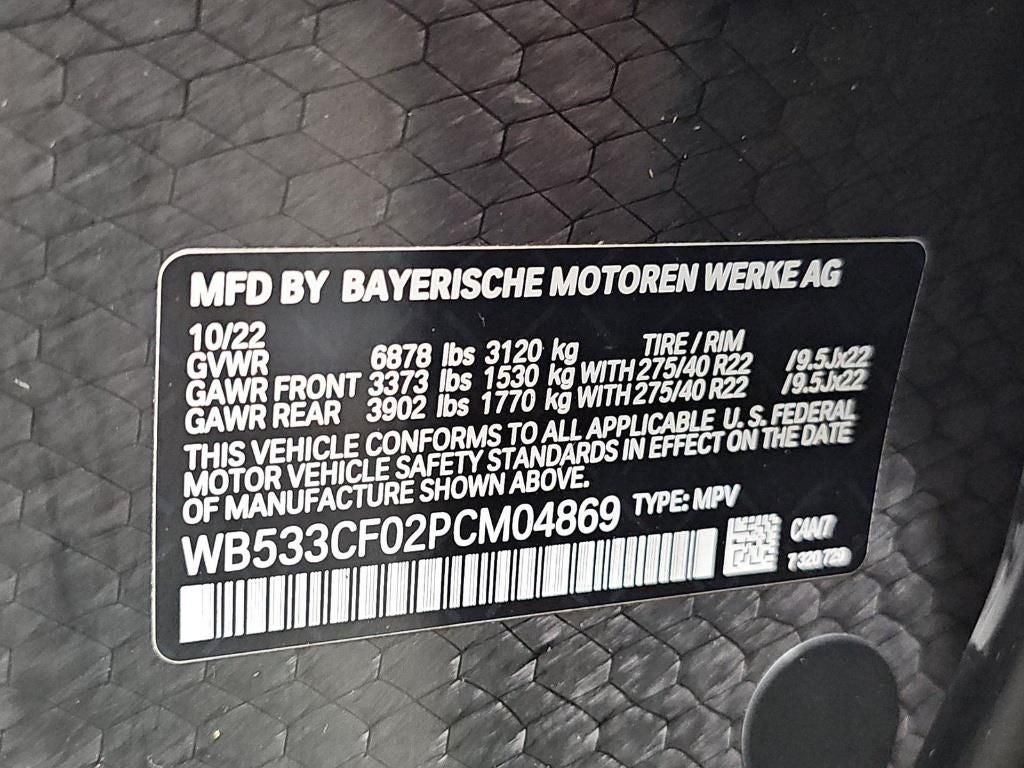 MFD BY BAYERISCHE MOTOREN WERKE AG
10/22 TIRE / RIM
GVWR 6878 lbs 3120 kg
GAWR FRONT 3373 lbs 1530 kg WITH 275/40 R22 /9.5Jx22
GAWR REAR 3902 lbs 1770 kg WITH 275/40 R22 /9.5Jx22
THIS VEHICLE CONFORMS TO ALL APPLICABLE U.S. FEDERAL
MOTOR VEHICLE SAFETY STANDARDS IN EFFECT ON THE DATE
OF MANUFACTURE SHOWN ABOVE.
WB533CF02PCM04869 TYPE: MPV
7 320 729